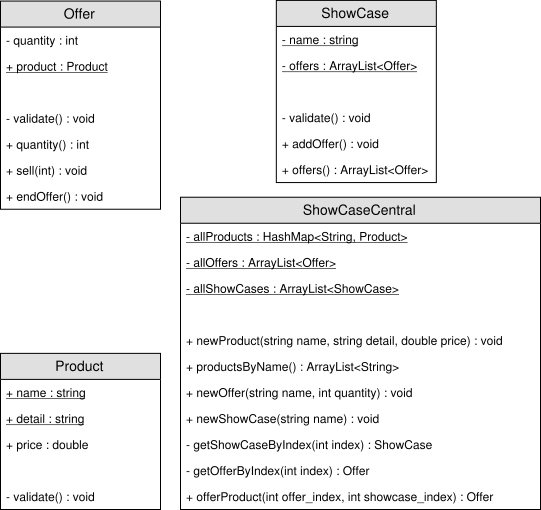 Offer
- quantity : int
+ product : Product
- validate() : void
+ quantity() : int
+ sell(int) : void
+ endOffer() : void
ShowCase
- name : string
- offers : ArrayList<Offer>
- validate() : void
+ addOffer() : void
+ offers() : ArrayList<Offer>
ShowCaseCentral
- allProducts : HashMap<String, Product>
- allOffers : ArrayList<Offer>
- allShowCases : ArrayList<ShowCase>
+ newProduct(string name, string detail, double price) : void
+ productsByName() : ArrayList<String>
+ newOffer(string name, int quantity) : void
+ newShowCase(string name) : void
- getShowCaseByIndex(int index) : ShowCase
- getOfferByIndex(int index) : Offer
+ offerProduct(int offer_index, int showcase_index) : Offer
Product
+ name : string
+ detail : string
+ price : double
- validate() : void